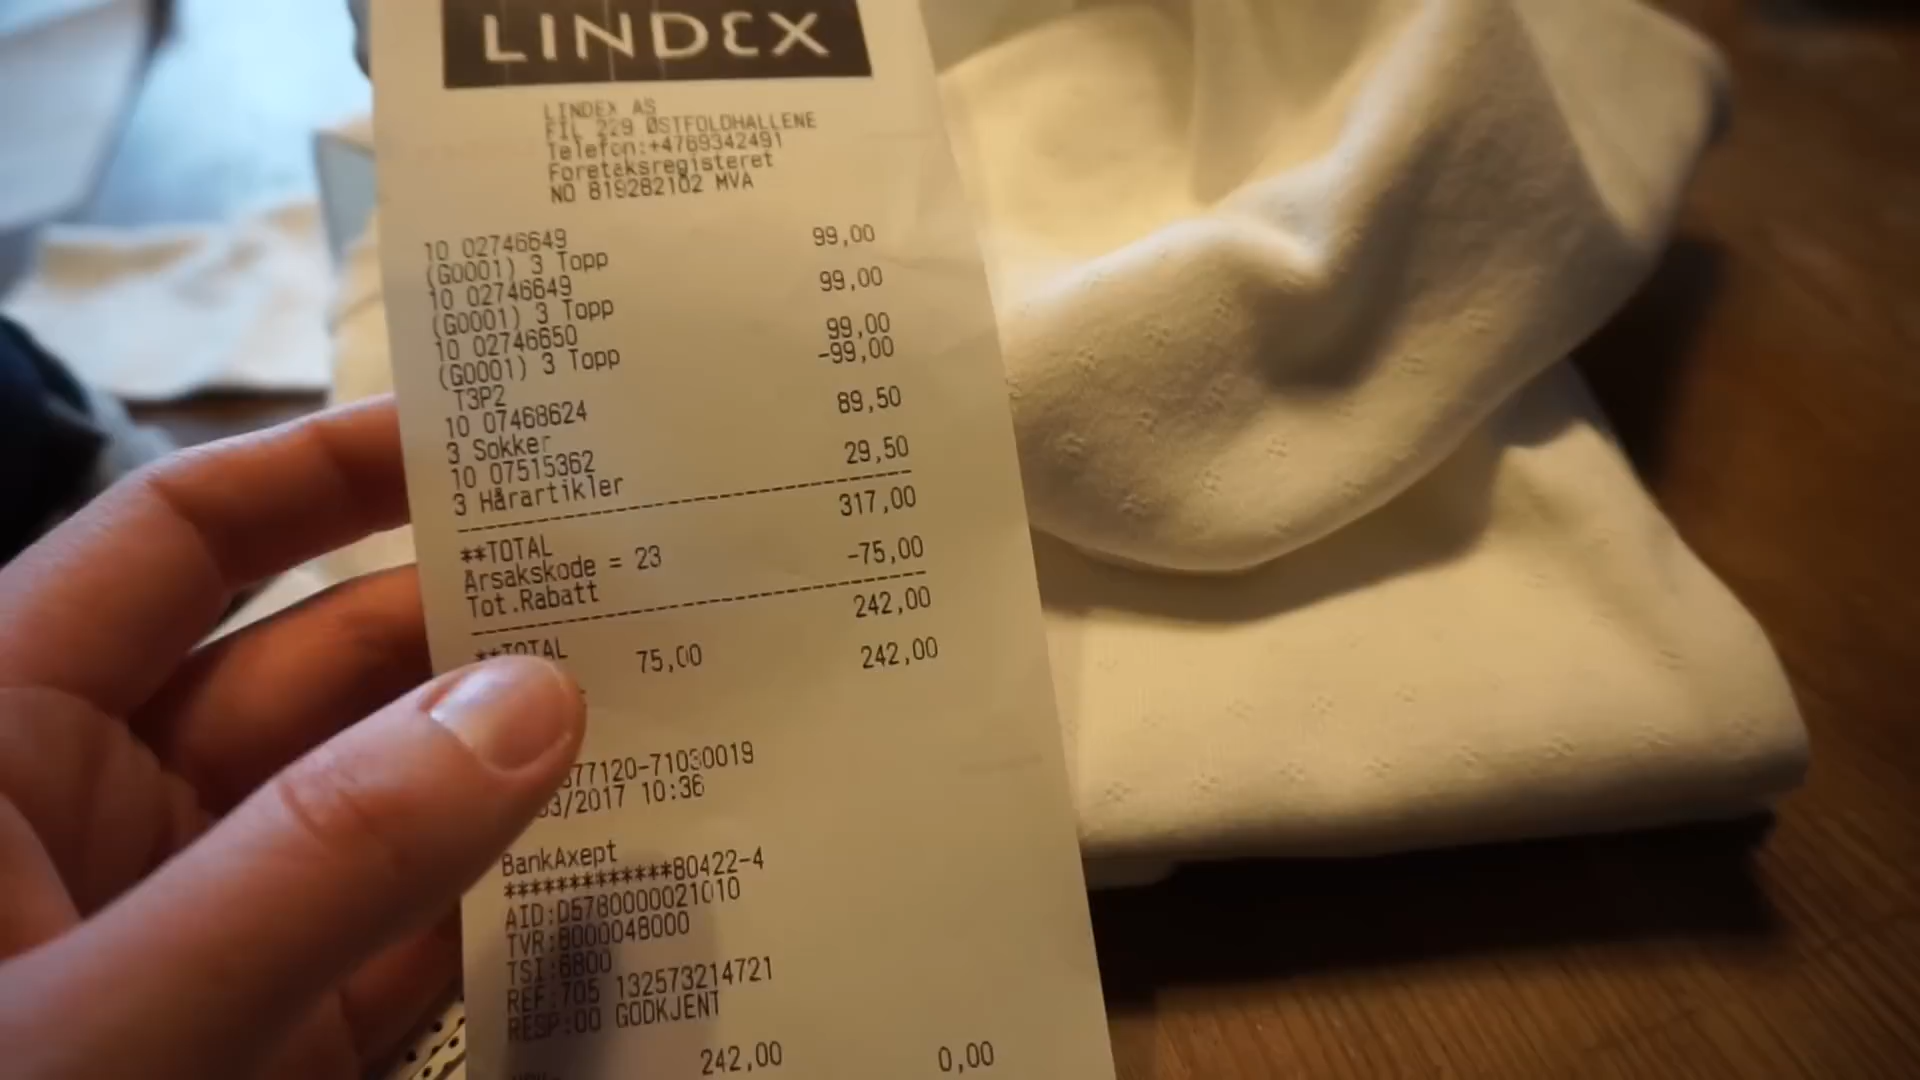 LINDEX
LINDEX AS
FIL 229 ØSTFOLDHALLENE
Telefon:+4769342491
Foretaksregisteret
NO 819282102 MVA
10 02746649 99,00
(G0001) 3 Topp
10 02746649 99,00
(G0001) 3 Topp
10 02746650 99,00
(G0001) 3 Topp -99,00
T3P2
10 07468624 89,50
3 Sokker
10 07515362 29,50
3 Hårartikler
**TOTAL 317,00
Årsakskode = 23
Tot.Rabatt -75,00
**TOTAL 242,00
75,00 242,00
77120-71030019
03/2017 10:36
BankAxept
*************80422-4
AID:D5780000021010
TVR:8000048000
TSI:6800
REF:705 132573214721
RESP:00 GODKJENT
242,00 0,00